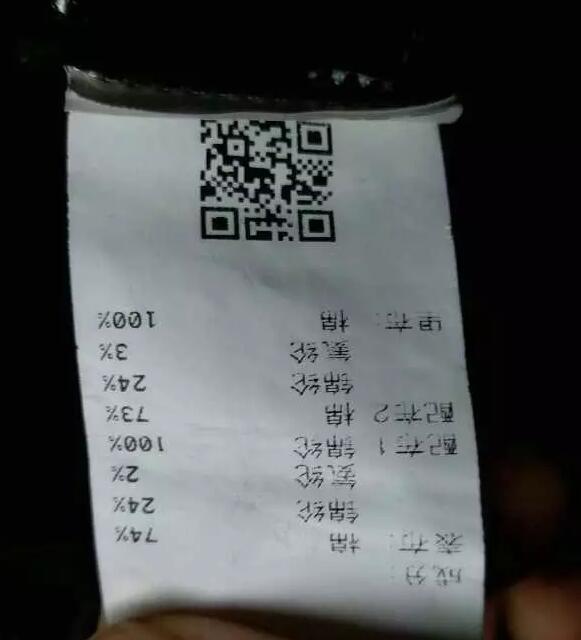 成分:
表布: 棉 74%
锦纶 24%
氨纶 2%
配布1 锦纶 100%
配布2 棉 73%
锦纶 24%
氨纶 3%
里布: 棉 100%